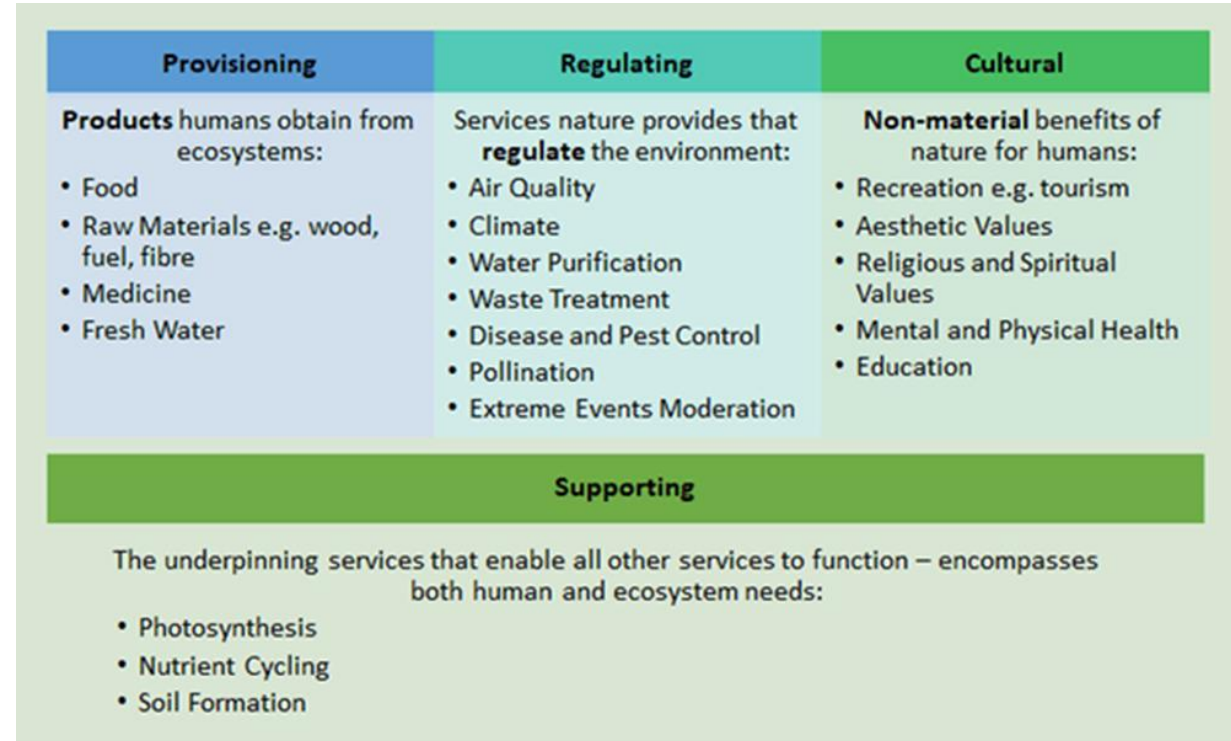 Provisioning
Products humans obtain from
ecosystems:
• Food
• Raw Materials e.g. wood,
fuel, fibre
• Medicine
• Fresh Water
Regulating
Services nature provides that
regulate the environment:
• Air Quality
• Climate
• Water Purification
• Waste Treatment
• Disease and Pest Control
• Pollination
• Extreme Events Moderation
Cultural
Non-material benefits of
nature for humans:
• Recreation e.g. tourism
• Aesthetic Values
• Religious and Spiritual
Values
• Mental and Physical Health
• Education
Supporting
The underpinning services that enable all other services to function – encompasses
both human and ecosystem needs:
• Photosynthesis
• Nutrient Cycling
• Soil Formation